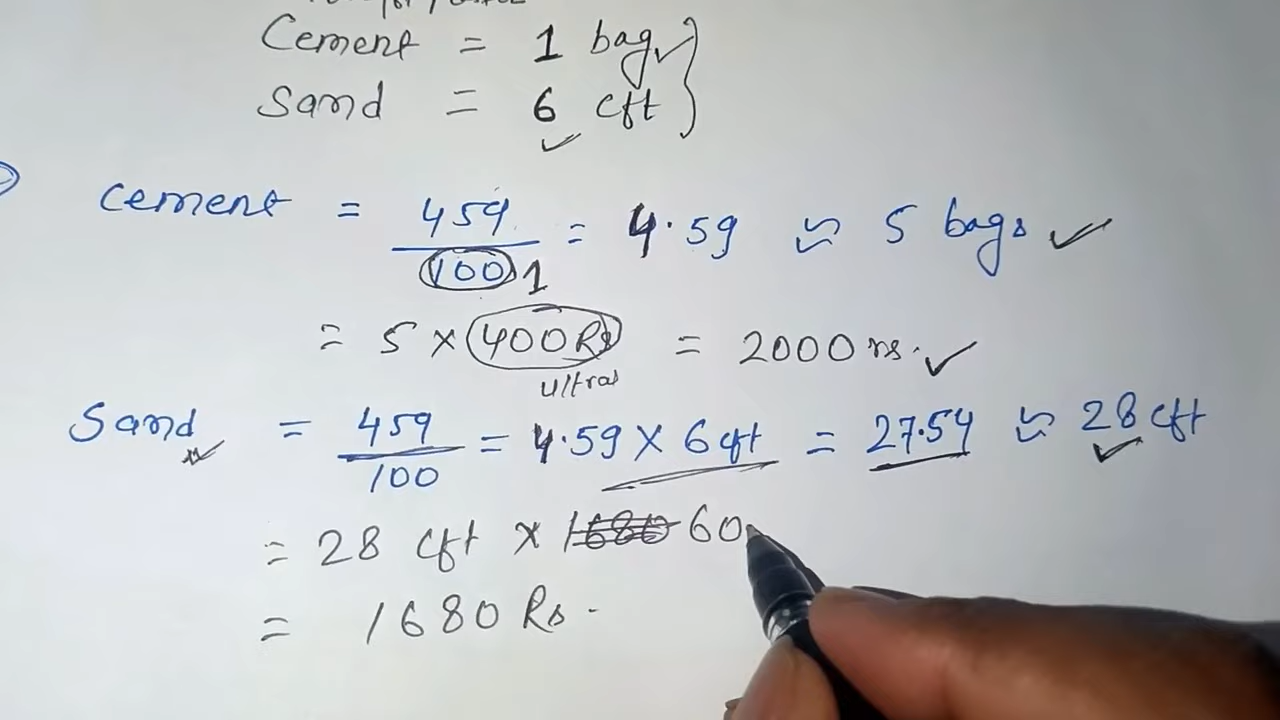 Cement = 1 bag
Sand = 6 cft
Cement = 459/100 1 = 4.59 ≈ 5 bags
= 5 × 400Rs = 2000 rs.
Sand = 459/100 = 4.59 × 6 cft = 27.54 ≈ 28 cft
= 28 cft × 60
= 1680 Rs.